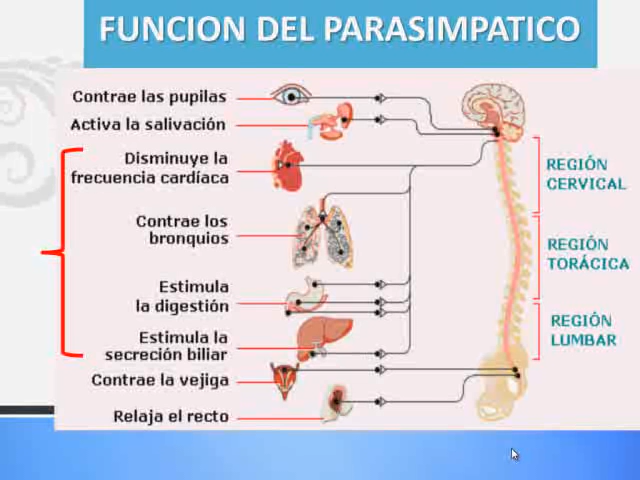 FUNCION DEL PARASIMPATICO
Contrae las pupilas
Activa la salivación
Disminuye la
frecuencia cardíaca
Contrae los
bronquios
Estimula
la digestión
Estimula la
secreción biliar
Contrae la vejiga
Relaja el recto
REGIÓN
CERVICAL
REGIÓN
TORÁCICA
REGIÓN
LUMBAR